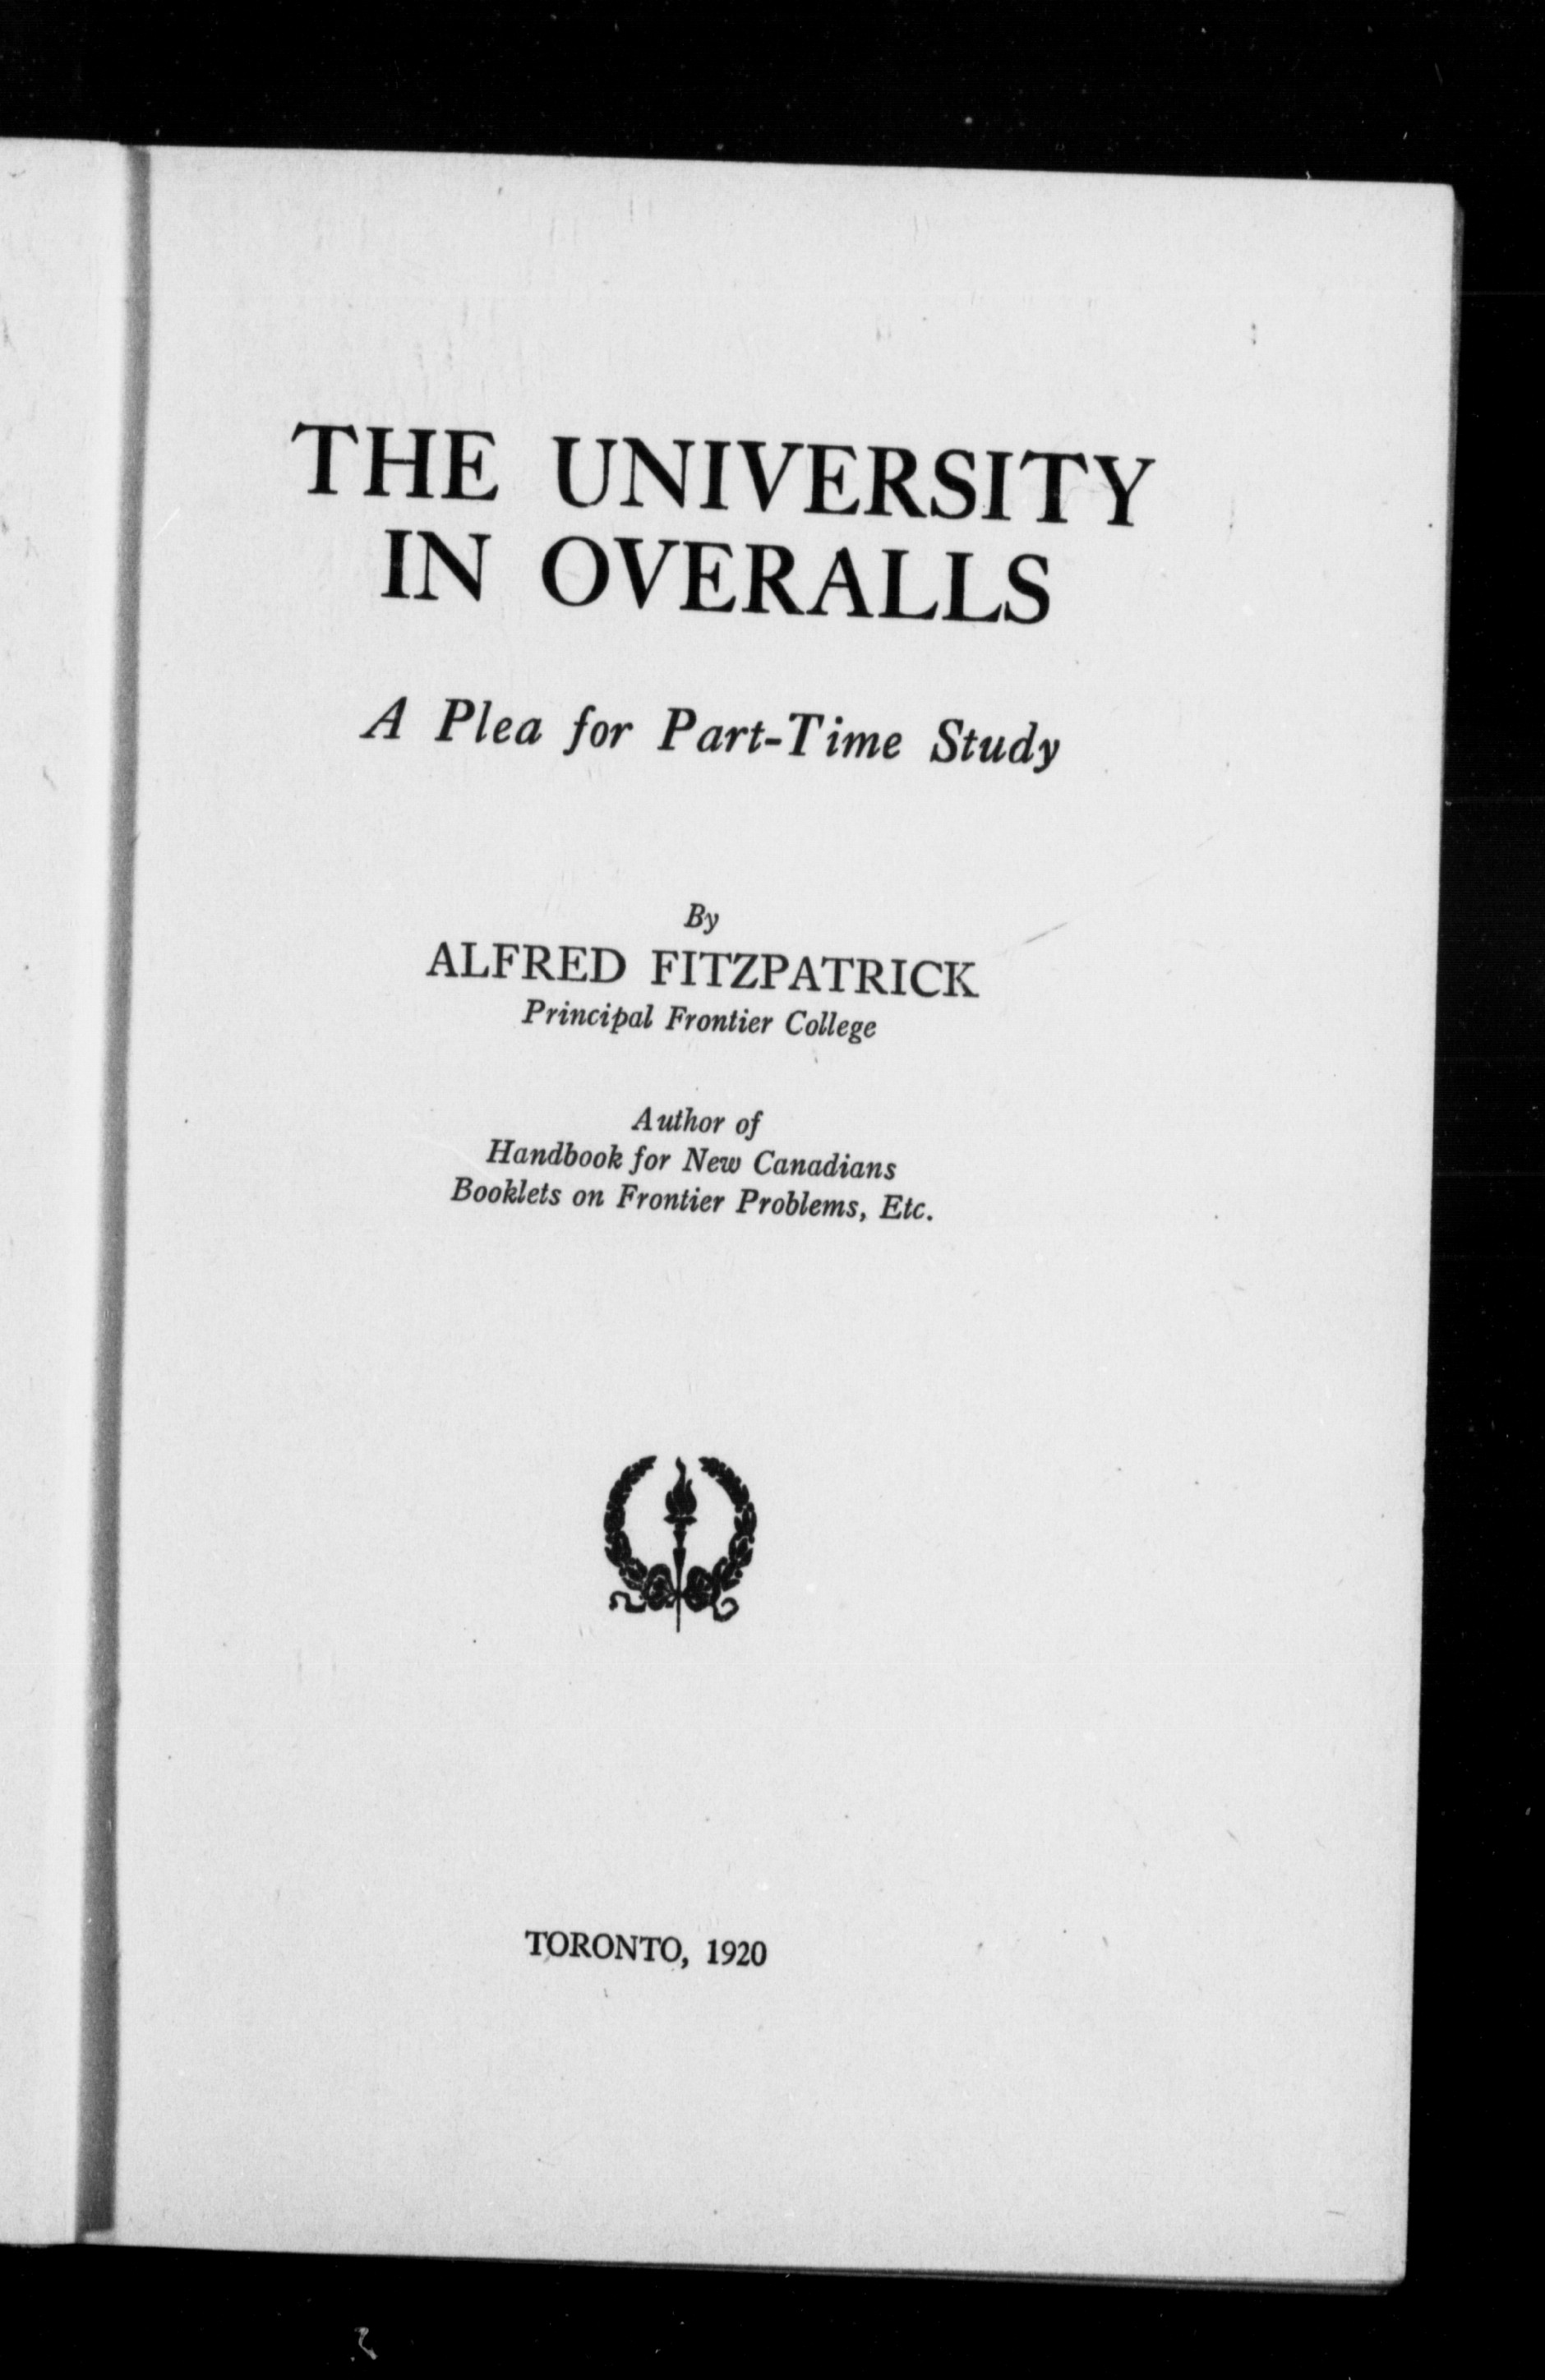 THE UNIVERSITY
IN OVERALLS
A Plea for Part-Time Study
By
ALFRED FITZPATRICK
Principal Frontier College
Author of
Handbook for New Canadians
Booklets on Frontier Problems, Etc.
TORONTO, 1920